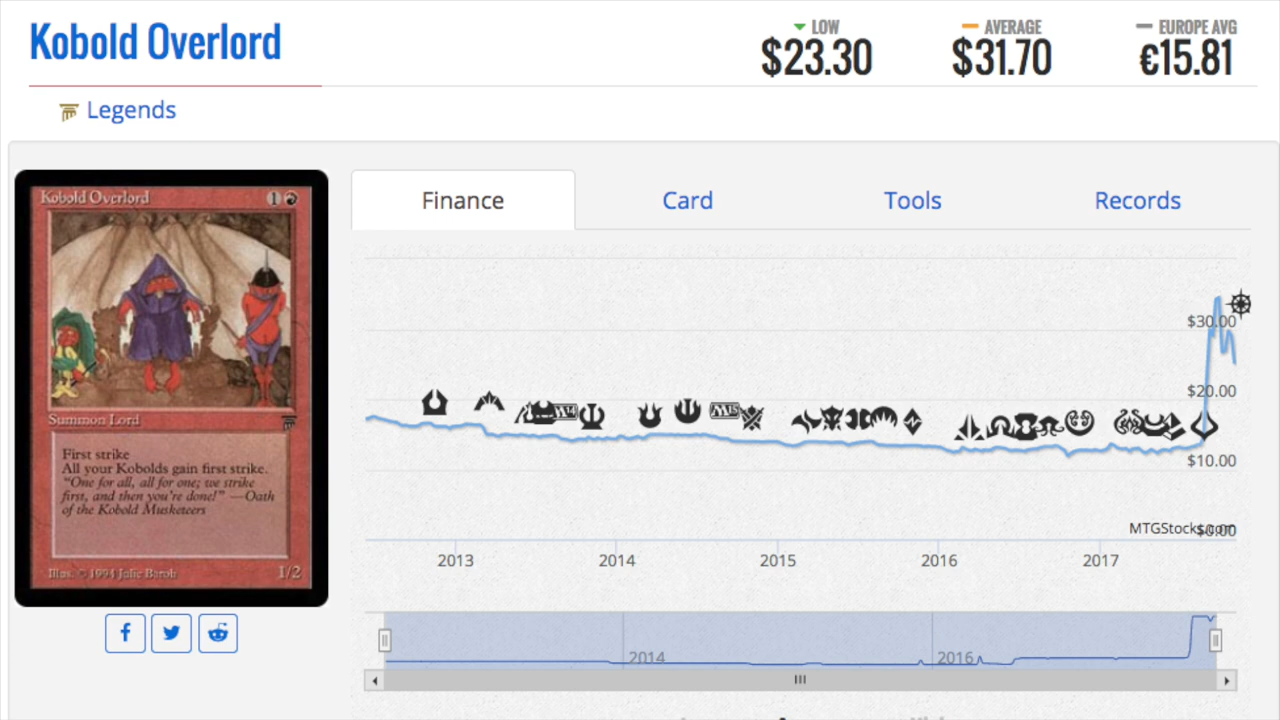 Kobold Overlord
LOW
$23.30
AVERAGE
$31.70
EUROPE AVG
€15.81
Legends
Kobold Overlord
1
Summon Lord
First strike
All your Kobolds gain first strike.
"One for all, all for one; we strike
first, and then you're done!" —Oath
of the Kobold Musketeers
Illus. © 1994 Julie Baroh
1/2
Finance
Card
Tools
Records
$30.00
$20.00
$10.00
$0.00
MTGStocks.com
M14
M15
2013
2014
2015
2016
2017
2014
2016